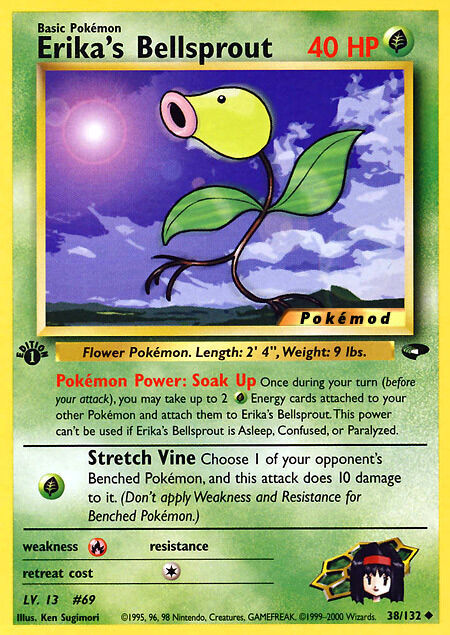 Basic Pokémon
Erika's Bellsprout 40 HP
Pokémod
EDITION
1
Flower Pokémon. Length: 2' 4", Weight: 9 lbs.
Pokémon Power: Soak Up Once during your turn (before
your attack), you may take up to 2 Energy cards attached to your
other Pokémon and attach them to Erika's Bellsprout. This power
can't be used if Erika's Bellsprout is Asleep, Confused, or Paralyzed.
Stretch Vine Choose 1 of your opponent's
Benched Pokémon, and this attack does 10 damage
to it. (Don't apply Weakness and Resistance for
Benched Pokémon.)
weakness resistance
retreat cost
LV. 13 #69
Illus. Ken Sugimori ©1995, 96, 98 Nintendo, Creatures, GAMEFREAK. ©1999-2000 Wizards. 38/132